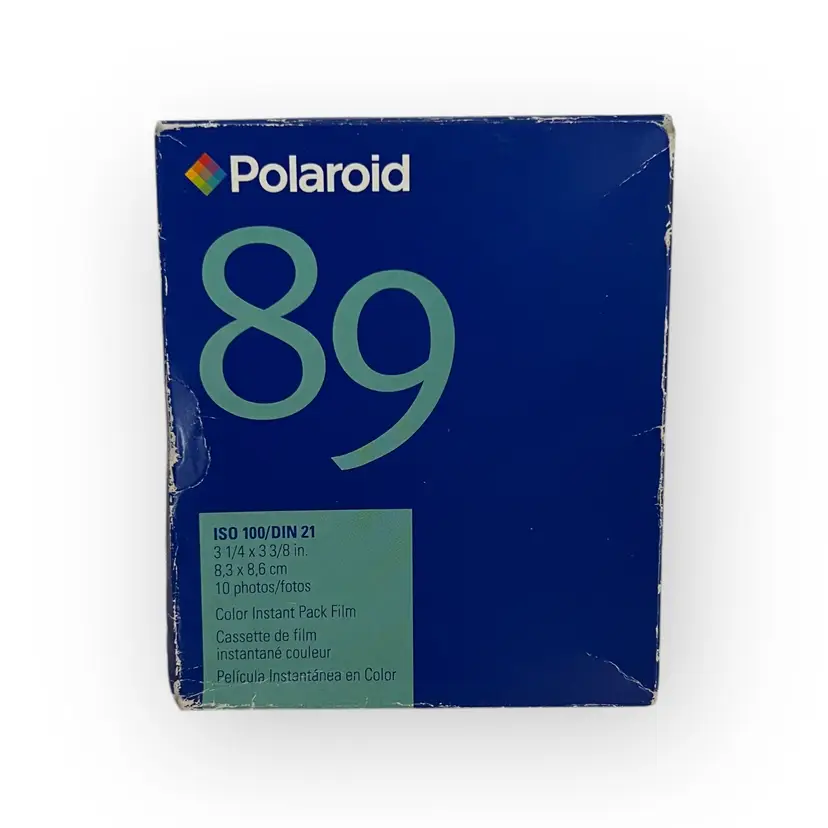 Polaroid
89
ISO 100/DIN 21
3 1/4 x 3 3/8 in.
8,3 x 8,6 cm
10 photos/fotos
Color Instant Pack Film
Cassette de film
instantané couleur
Película Instantánea en Color